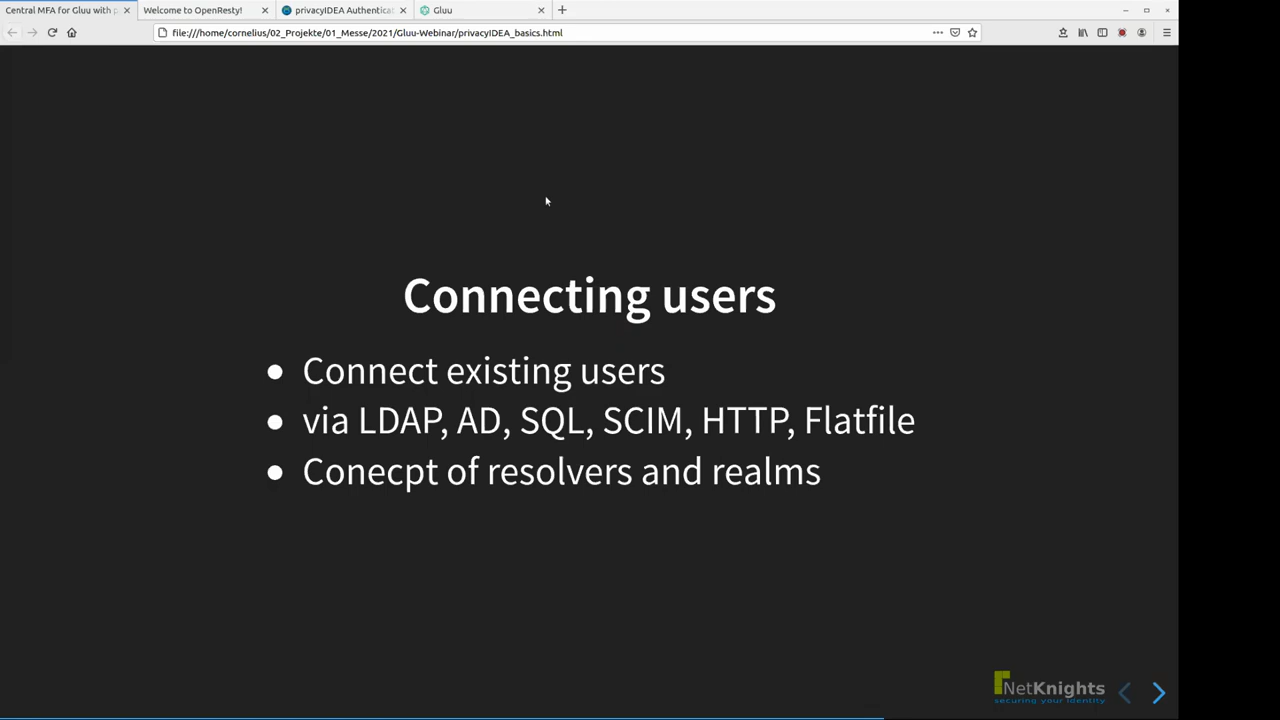 Central MFA for Gluu with p
Welcome to OpenResty!
privacyIDEA Authenticat
Gluu
file:///home/cornelius/02_Projekte/01_Messe/2021/Gluu-Webinar/privacyIDEA_basics.html
Connecting users
• Connect existing users
• via LDAP, AD, SQL, SCIM, HTTP, Flatfile
• Conecpt of resolvers and realms
NetKnights
securing your identity